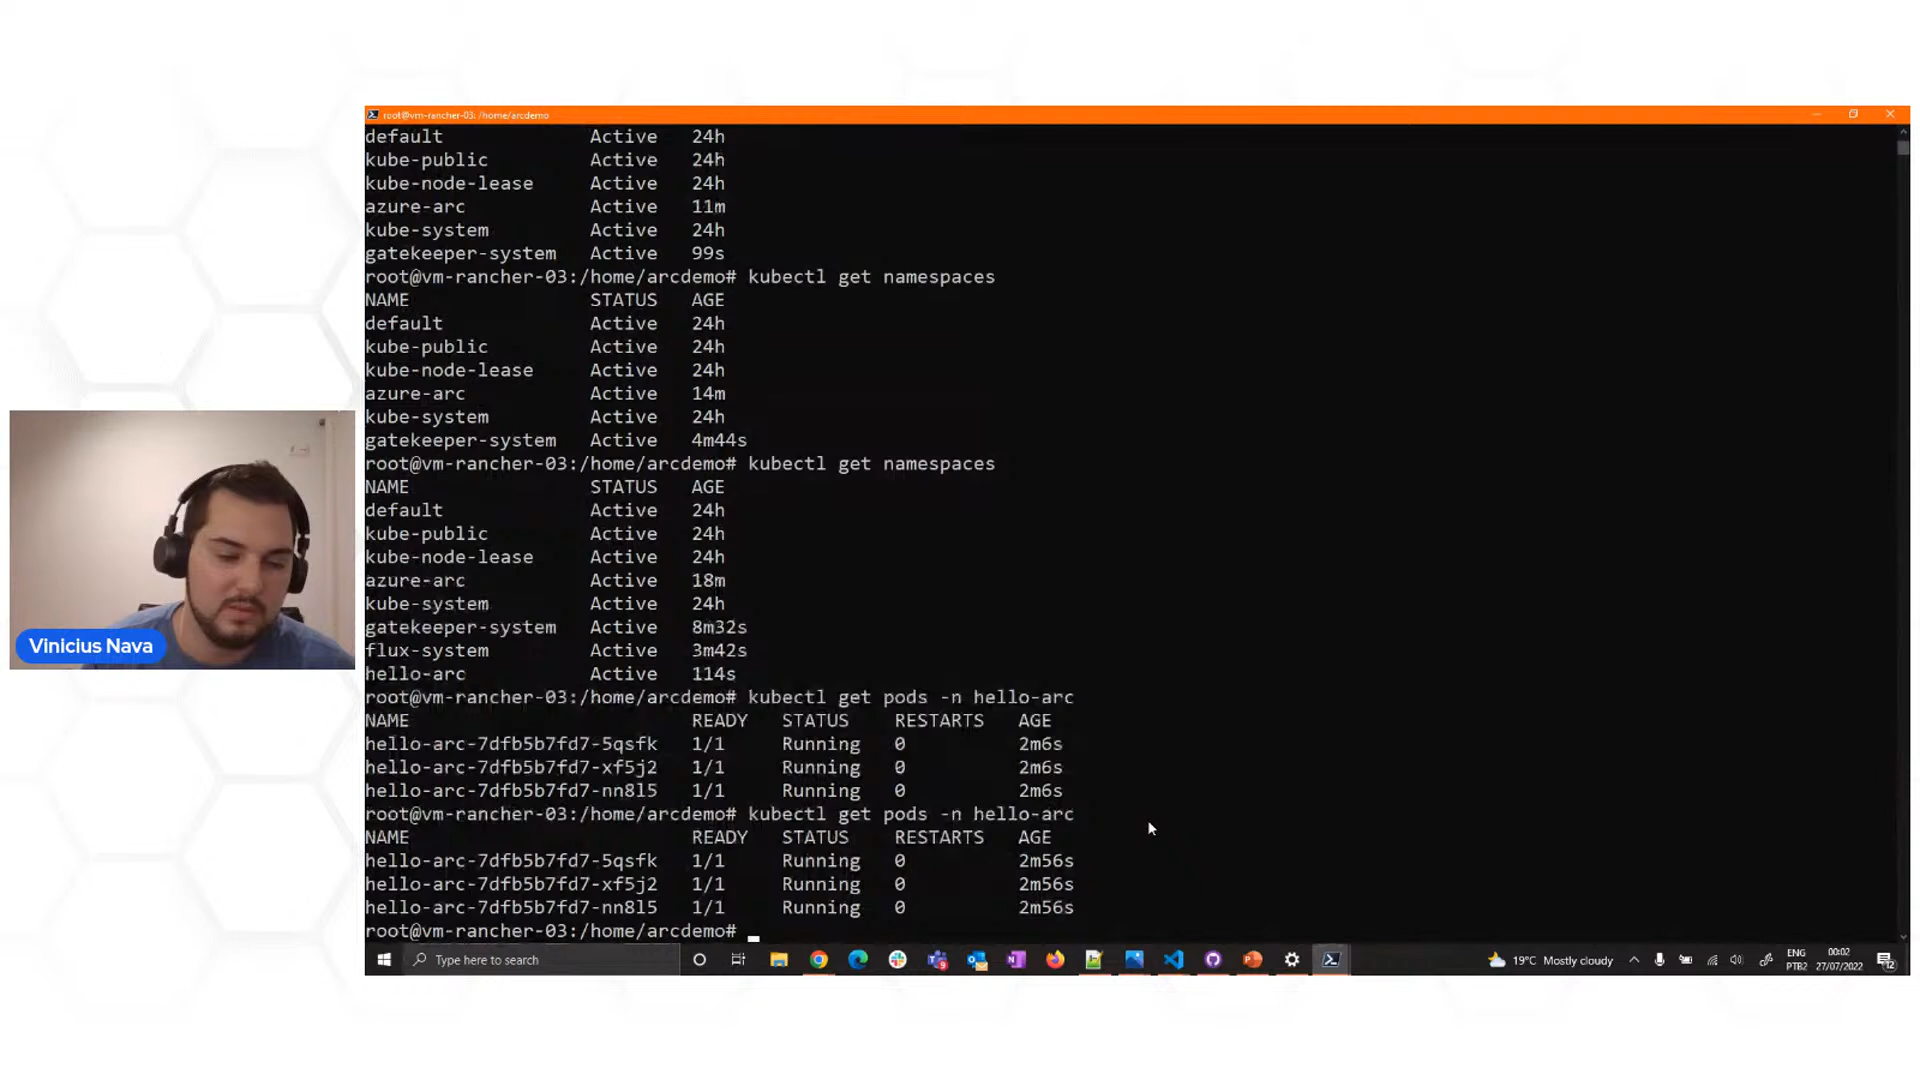 root@vm-rancher-03: /home/arcdemo
default Active 24h
kube-public Active 24h
kube-node-lease Active 24h
azure-arc Active 11m
kube-system Active 24h
gatekeeper-system Active 99s
root@vm-rancher-03:/home/arcdemo# kubectl get namespaces
NAME STATUS AGE
default Active 24h
kube-public Active 24h
kube-node-lease Active 24h
azure-arc Active 14m
kube-system Active 24h
gatekeeper-system Active 4m44s
root@vm-rancher-03:/home/arcdemo# kubectl get namespaces
NAME STATUS AGE
default Active 24h
kube-public Active 24h
kube-node-lease Active 24h
azure-arc Active 18m
kube-system Active 24h
gatekeeper-system Active 8m32s
flux-system Active 3m42s
hello-arc Active 114s
root@vm-rancher-03:/home/arcdemo# kubectl get pods -n hello-arc
NAME READY STATUS RESTARTS AGE
hello-arc-7dfb5b7fd7-5qsfk 1/1 Running 0 2m6s
hello-arc-7dfb5b7fd7-xf5j2 1/1 Running 0 2m6s
hello-arc-7dfb5b7fd7-nn8l5 1/1 Running 0 2m6s
root@vm-rancher-03:/home/arcdemo# kubectl get pods -n hello-arc
NAME READY STATUS RESTARTS AGE
hello-arc-7dfb5b7fd7-5qsfk 1/1 Running 0 2m56s
hello-arc-7dfb5b7fd7-xf5j2 1/1 Running 0 2m56s
hello-arc-7dfb5b7fd7-nn8l5 1/1 Running 0 2m56s
root@vm-rancher-03:/home/arcdemo#
Vinicius Nava
Type here to search
19°C Mostly cloudy
ENG
PTB2
00:02
27/07/2022